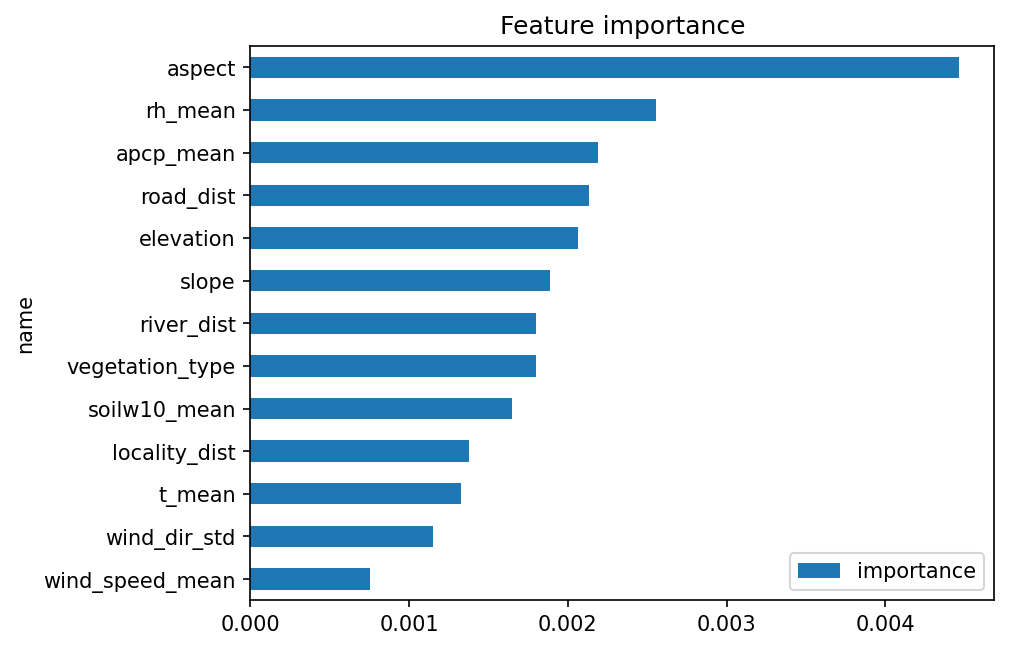 Feature importance
aspect
rh_mean
apcp_mean
road_dist
elevation
slope
river_dist
vegetation_type
soilw10_mean
locality_dist
t_mean
wind_dir_std
wind_speed_mean
name
importance
0.000 0.001 0.002 0.003 0.004